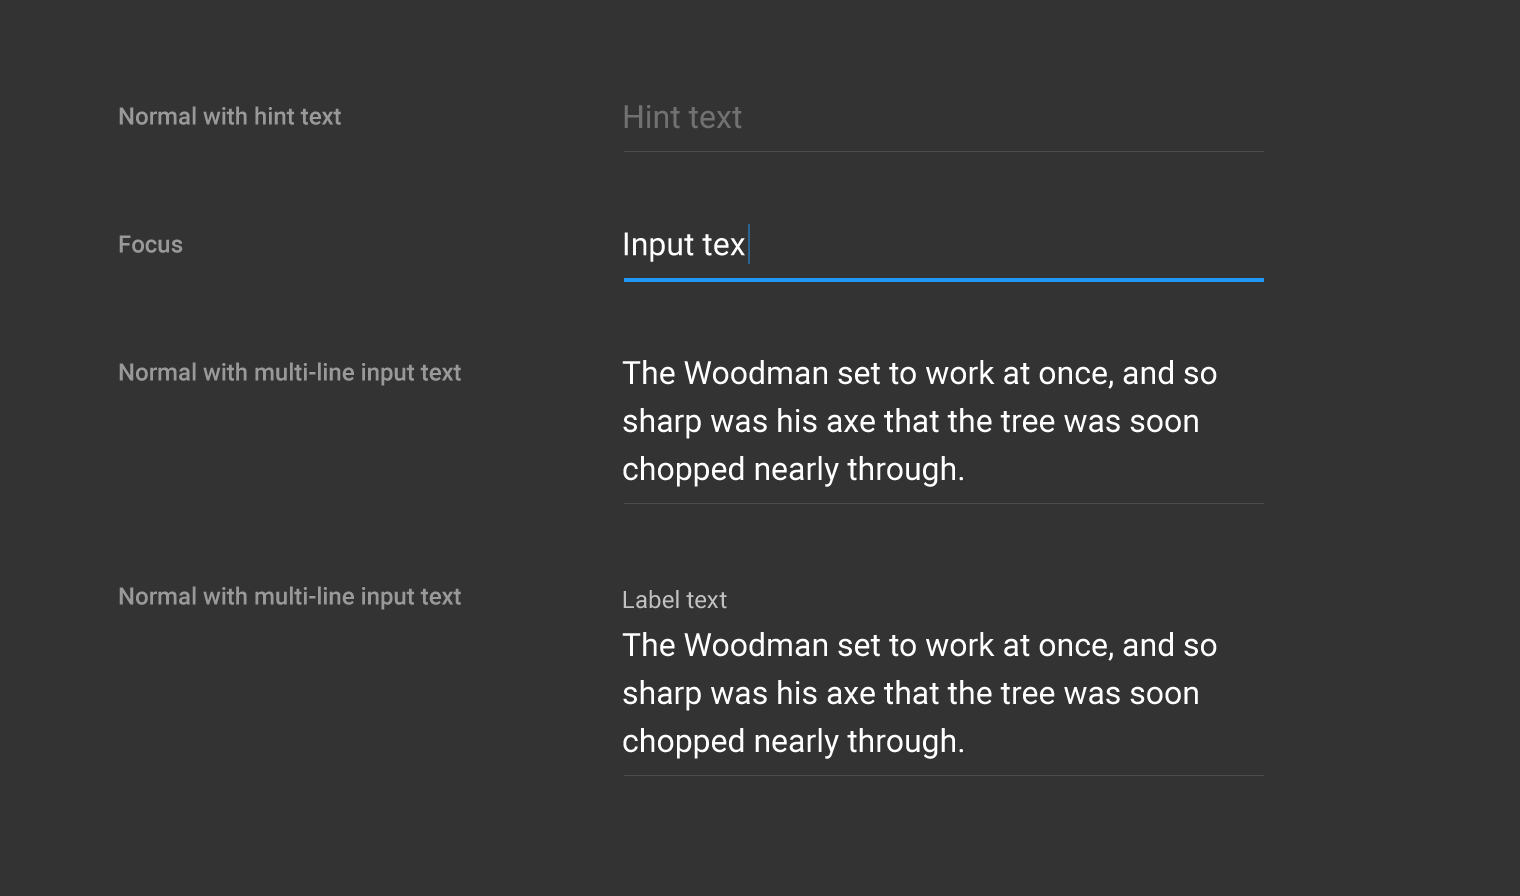 Normal with hint text
Hint text
Focus
Input tex
Normal with multi-line input text
The Woodman set to work at once, and so
sharp was his axe that the tree was soon
chopped nearly through.
Normal with multi-line input text
Label text
The Woodman set to work at once, and so
sharp was his axe that the tree was soon
chopped nearly through.